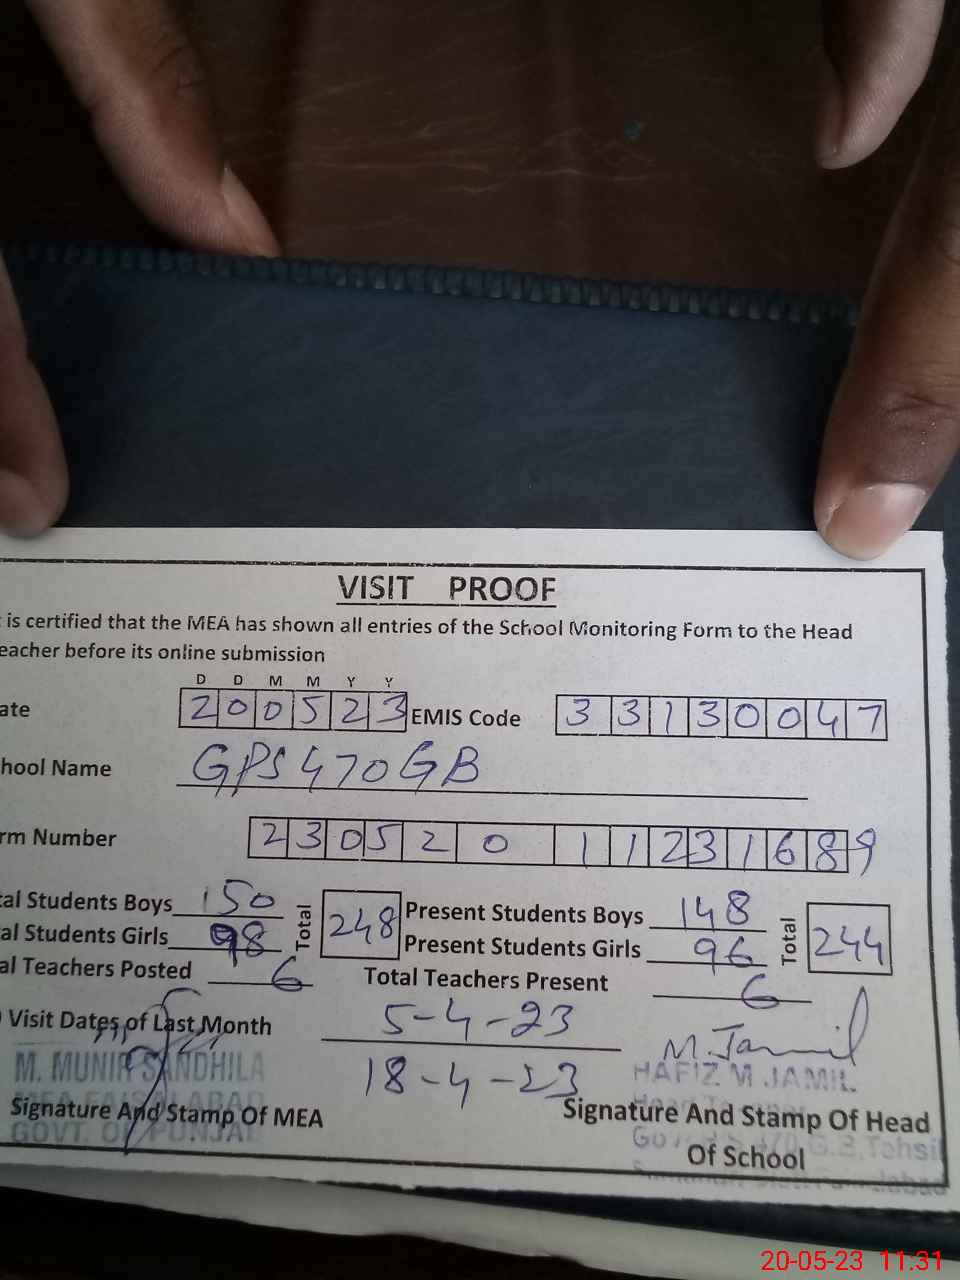 VISIT PROOF
is certified that the MEA has shown all entries of the School Monitoring Form to the Head
eacher before its online submission
D D M M Y Y
ate 200523 EMIS Code 33130047
hool Name GPS 470 GB
rm Number 23052011231689
al Students Boys 150 Total 248 Present Students Boys 148 Total 244
al Students Girls 98 Present Students Girls 96
al Teachers Posted 6 Total Teachers Present 6
Visit Dates of Last Month 5-4-23
18-4-23
M. Jamil
M. MUNIR SANDHILA
HAFIZ M JAMIL
MEA FAISALABAD
Signature And Stamp Of MEA
Signature And Stamp Of Head
GOVT. OF PUNJAB
Of School
G.B, Tehsil
20-05-23 11:31